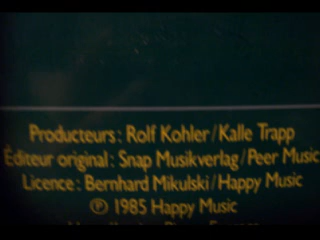 Producteurs: Rolf Kohler/Kalle Trapp
Éditeur original: Snap Musikverlag/Peer Music
Licence: Bernhard Mikulski/Happy Music
℗ 1985 Happy Music